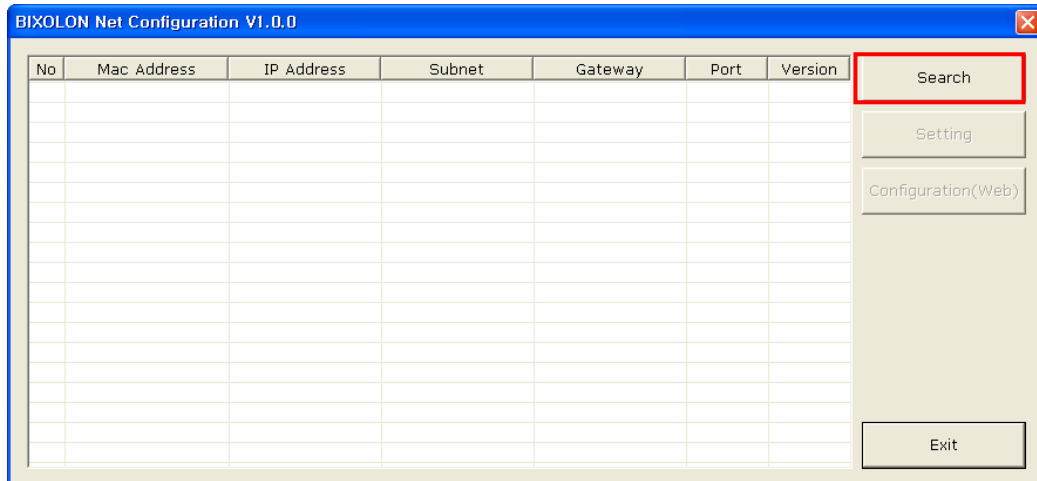 BIXOLON Net Configuration V1.0.0
No Mac Address IP Address Subnet Gateway Port Version
Search
Setting
Configuration(Web)
Exit